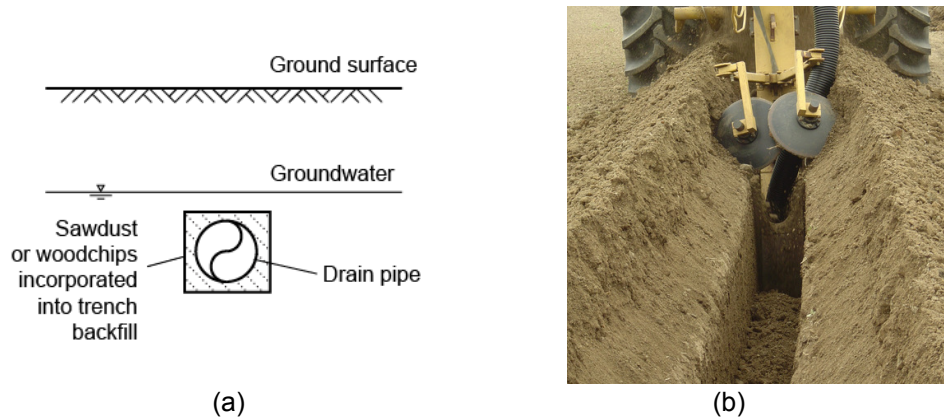 Ground surface
Groundwater
Sawdust
or woodchips
incorporated
into trench
backfill
Drain pipe
(a)
(b)